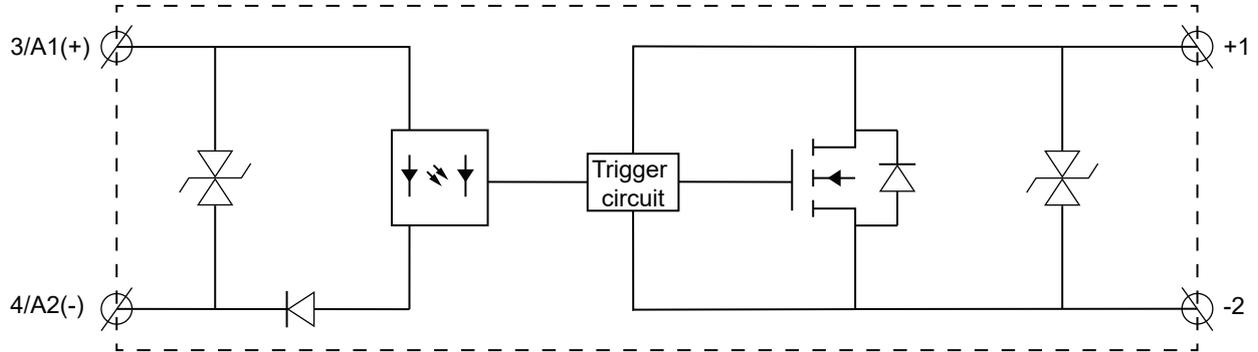 3/A1(+)
+1
Trigger
circuit
4/A2(-)
-2